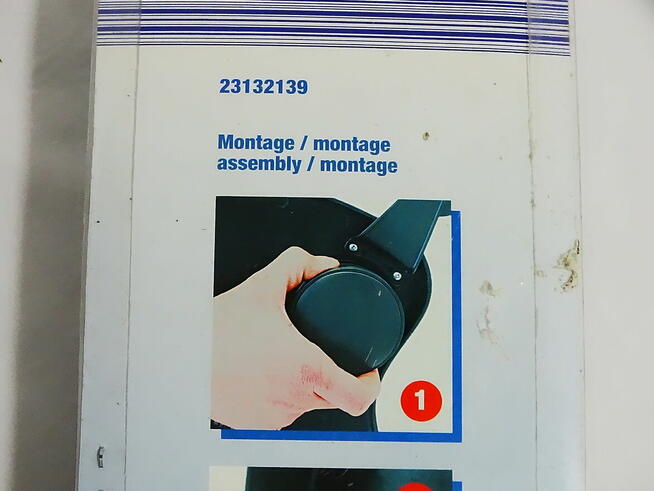 23132139
Montage / montage
assembly / montage
1